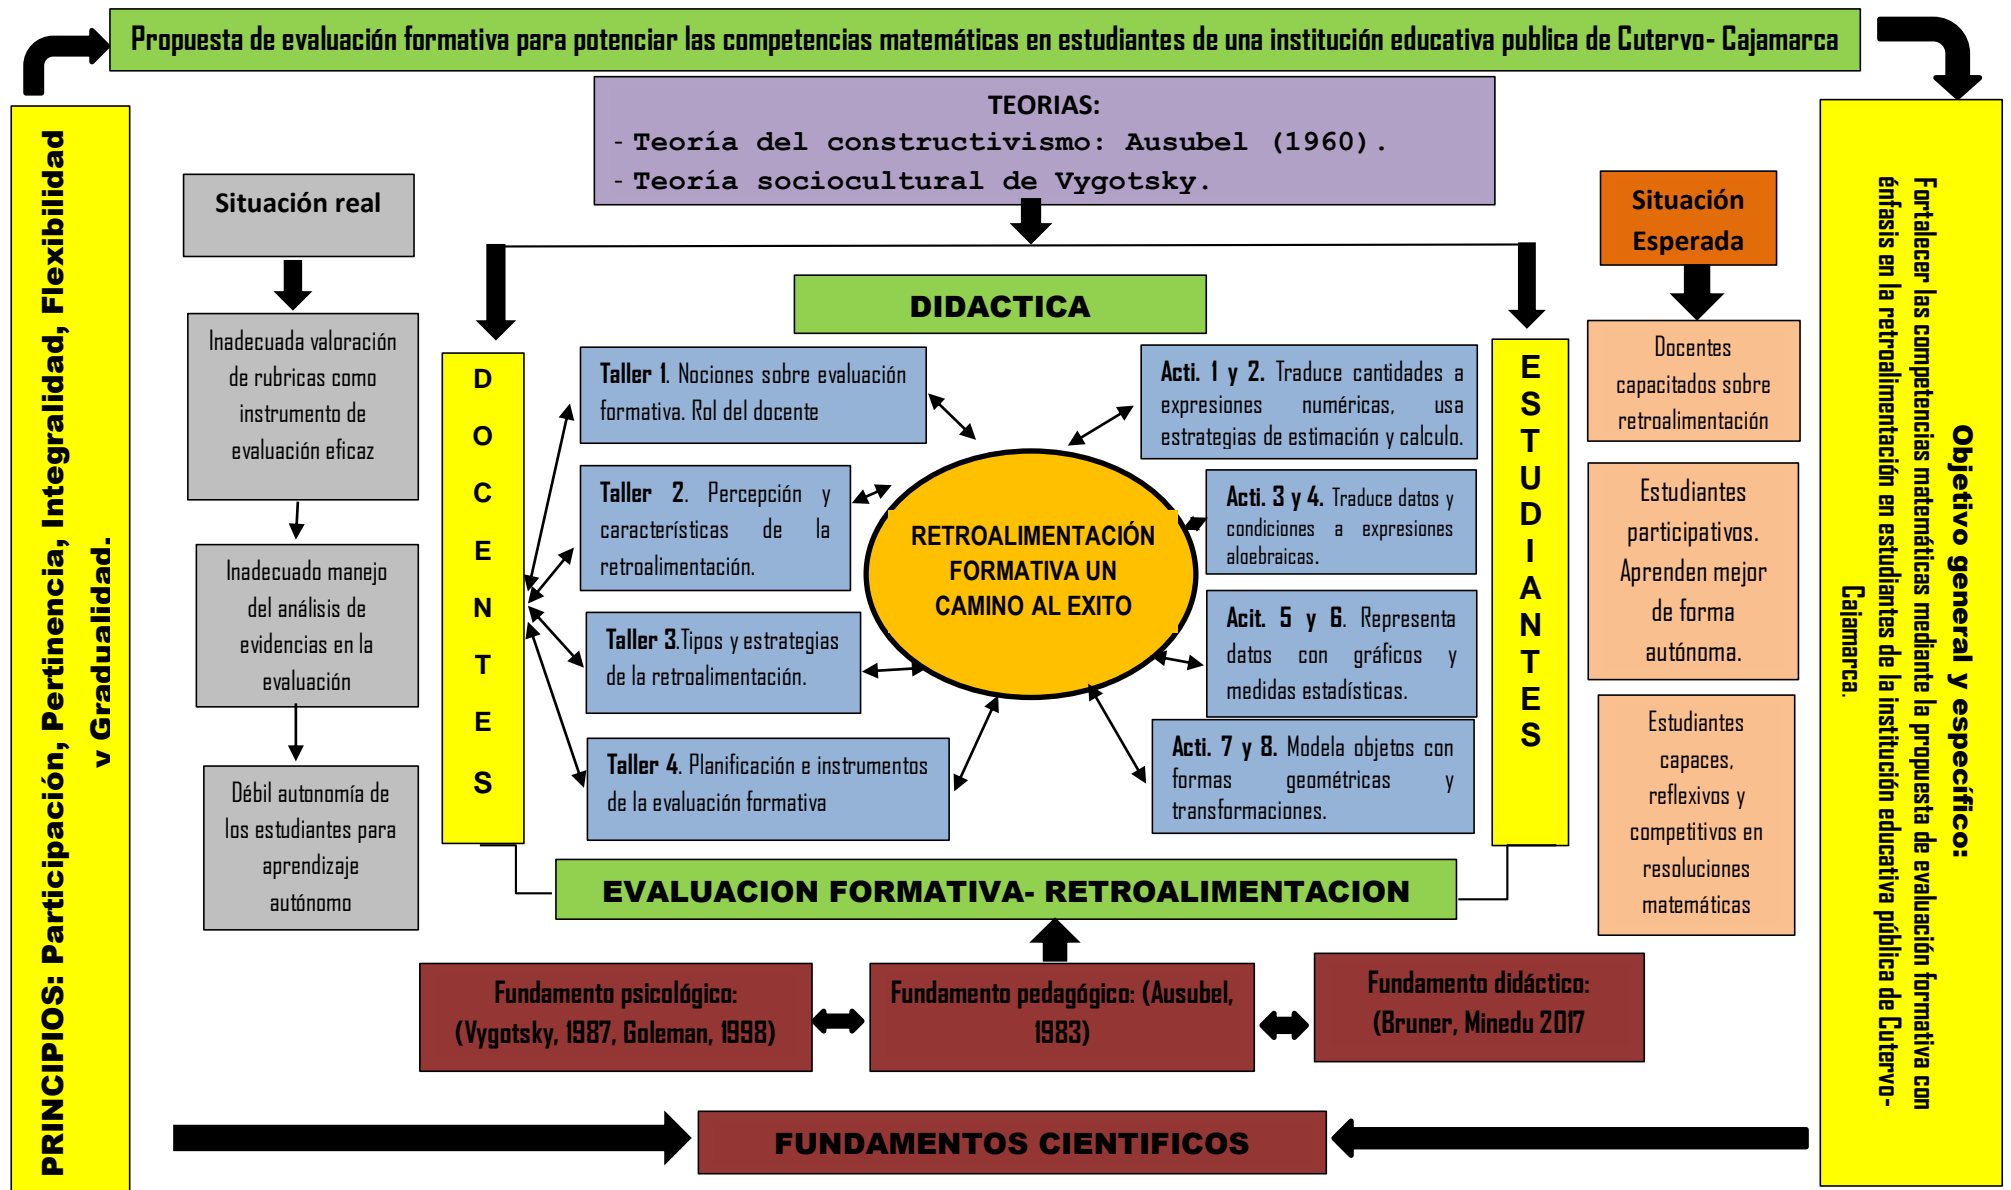 Propuesta de evaluación formativa para potenciar las competencias matemáticas en estudiantes de una institución educativa publica de Cutervo- Cajamarca
PRINCIPIOS: Participación, Pertinencia, Integralidad, Flexibilidad
y Gradualidad.
TEORIAS:
- Teoría del constructivismo: Ausubel (1960).
- Teoría sociocultural de Vygotsky.
Situación real
Inadecuada valoración
de rubricas como
instrumento de
evaluación eficaz
Inadecuado manejo
del análisis de
evidencias en la
evaluación
Débil autonomía de
los estudiantes para
aprendizaje
autónomo
DIDACTICA
D
O
C
E
N
T
E
S
Taller 1. Nociones sobre evaluación
formativa. Rol del docente
Taller 2. Percepción y
características de la
retroalimentación.
Taller 3.Tipos y estrategias
de la retroalimentación.
Taller 4. Planificación e instrumentos
de la evaluación formativa
RETROALIMENTACIÓN
FORMATIVA UN
CAMINO AL EXITO
Acti. 1 y 2. Traduce cantidades a
expresiones numéricas, usa
estrategias de estimación y calculo.
Acti. 3 y 4. Traduce datos y
condiciones a expresiones
aloebraicas.
Acit. 5 y 6. Representa
datos con gráficos y
medidas estadísticas.
Acti. 7 y 8. Modela objetos con
formas geométricas y
transformaciones.
E
S
T
U
D
I
A
N
T
E
S
Situación
Esperada
Docentes
capacitados sobre
retroalimentación
Estudiantes
participativos.
Aprenden mejor
de forma
autónoma.
Estudiantes
capaces,
reflexivos y
competitivos en
resoluciones
matemáticas
Objetivo general y específico:
Fortalecer las competencias matemáticas mediante la propuesta de evaluación formativa con
énfasis en la retroalimentación en estudiantes de la institución educativa pública de Cutervo-
Cajamarca.
EVALUACION FORMATIVA- RETROALIMENTACION
Fundamento psicológico:
(Vygotsky, 1987, Goleman, 1998)
Fundamento pedagógico: (Ausubel,
1983)
Fundamento didáctico:
(Bruner, Minedu 2017
FUNDAMENTOS CIENTIFICOS